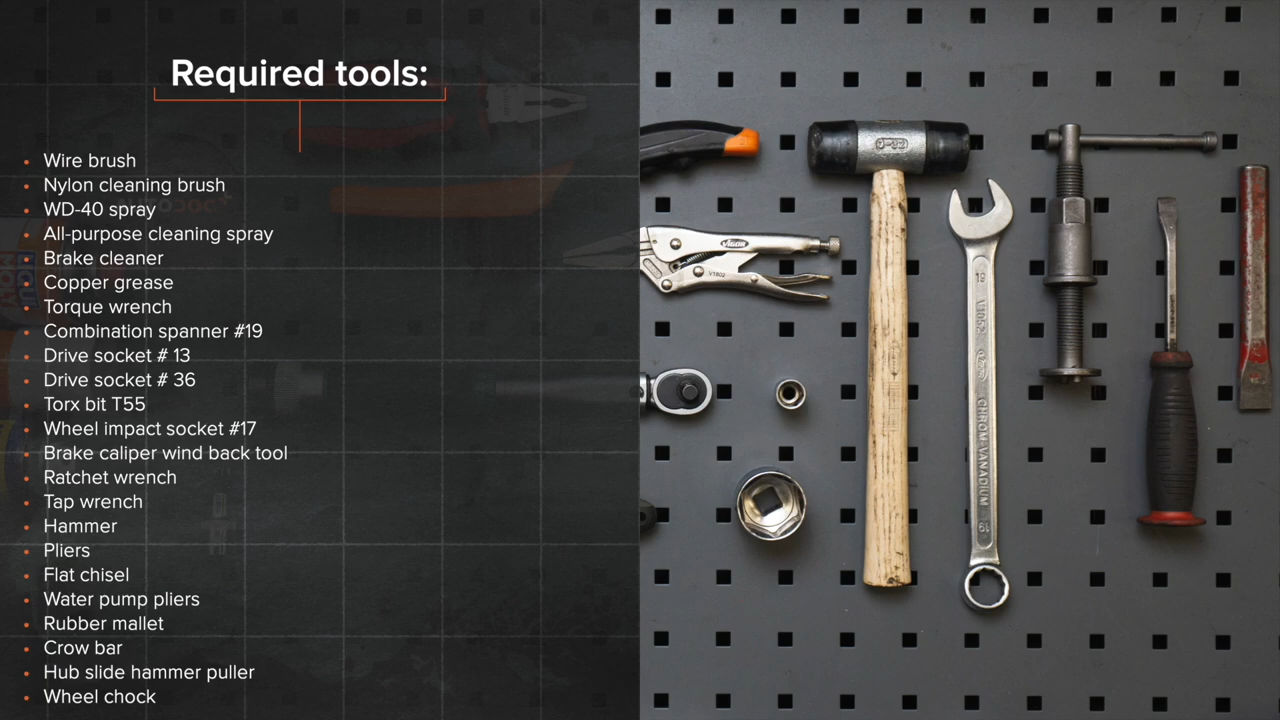 Required tools:
Wire brush
Nylon cleaning brush
WD-40 spray
All-purpose cleaning spray
Brake cleaner
Copper grease
Torque wrench
Combination spanner #19
Drive socket # 13
Drive socket # 36
Torx bit T55
Wheel impact socket #17
Brake caliper wind back tool
Ratchet wrench
Tap wrench
Hammer
Pliers
Flat chisel
Water pump pliers
Rubber mallet
Crow bar
Hub slide hammer puller
Wheel chock
VIGOR
V1802
19
CHROM-VANADIUM
19